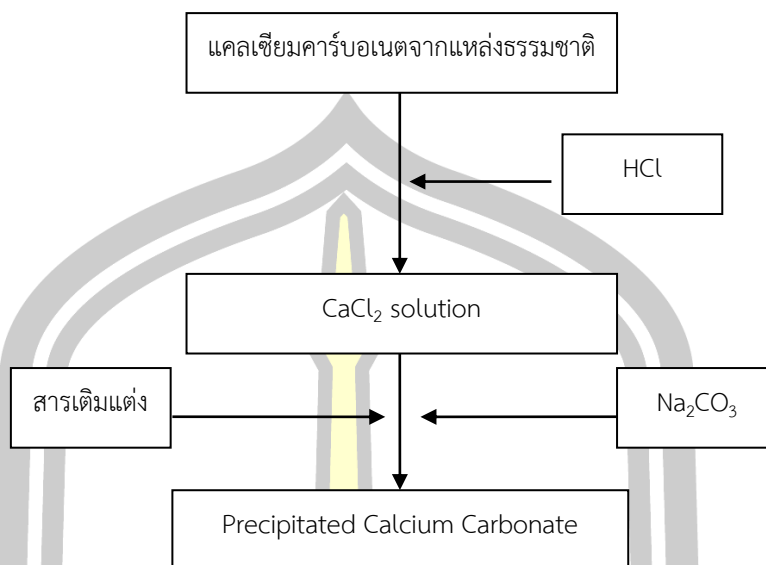 แคลเซียมคาร์บอเนตจากแหล่งธรรมชาติ
HCl
CaCl₂ solution
สารเติมแต่ง
Na₂CO₃
Precipitated Calcium Carbonate